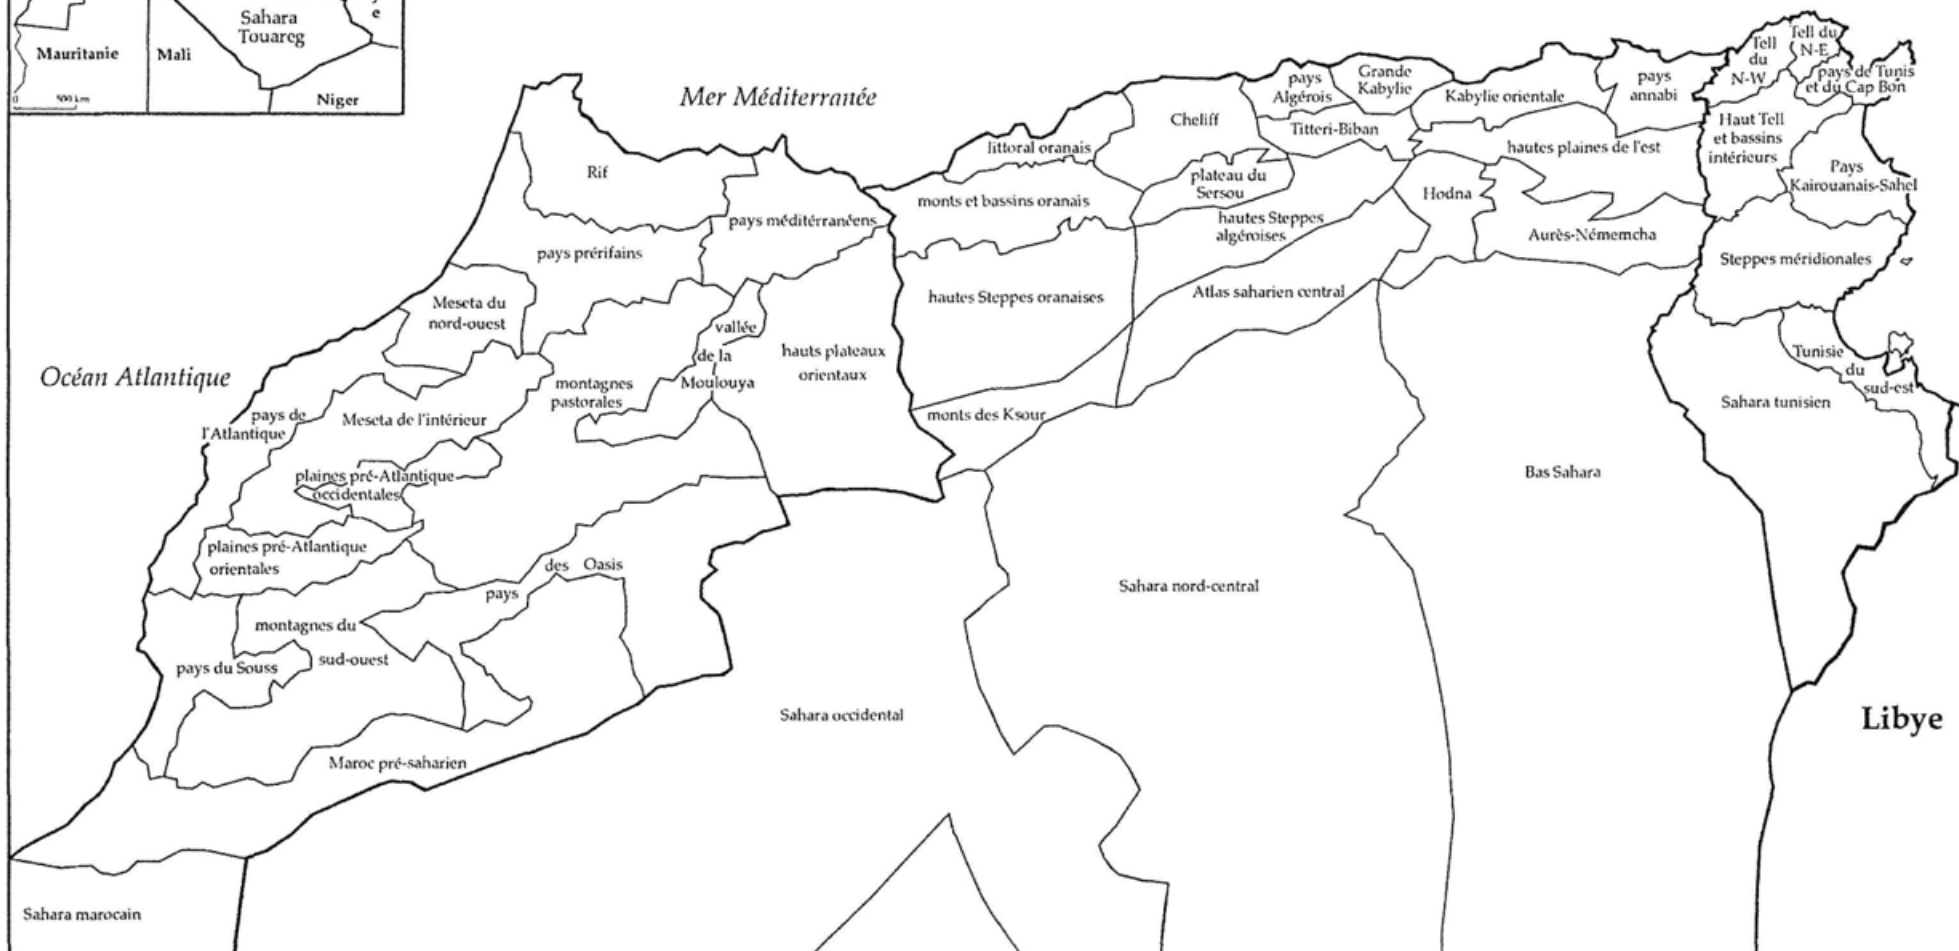 e
Sahara
Touareg
Mauritanie
Mali
Niger
0
500 km
Mer Méditerranée
Océan Atlantique
Rif
pays méditérranéens
pays prérifains
Meseta du
nord-ouest
vallée
de la
Moulouya
hauts plateaux
orientaux
montagnes
pastorales
pays de
l'Atlantique
Meseta de l'intérieur
plaines pré-Atlantique
occidentales
plaines pré-Atlantique
orientales
des Oasis
pays
montagnes du
sud-ouest
pays du Souss
Maroc pré-saharien
Sahara marocain
littoral oranais
monts et bassins oranais
hautes Steppes oranaises
monts des Ksour
Cheliff
plateau du
Sersou
pays
Algérois
Grande
Kabylie
Titteri-Biban
hautes Steppes
algéroises
Atlas saharien central
Kabylie orientale
pays
annabi
hautes plaines de l'est
Hodna
Aurès-Némemcha
Sahara occidental
Sahara nord-central
Bas Sahara
Tell
du
N-W
Tell du
N-E
pays de Tunis
et du Cap Bon
Haut Tell
et bassins
intérieurs
Pays
Kairouanais-Sahel
Steppes méridionales
Tunisie
du
sud-est
Sahara tunisien
Libye